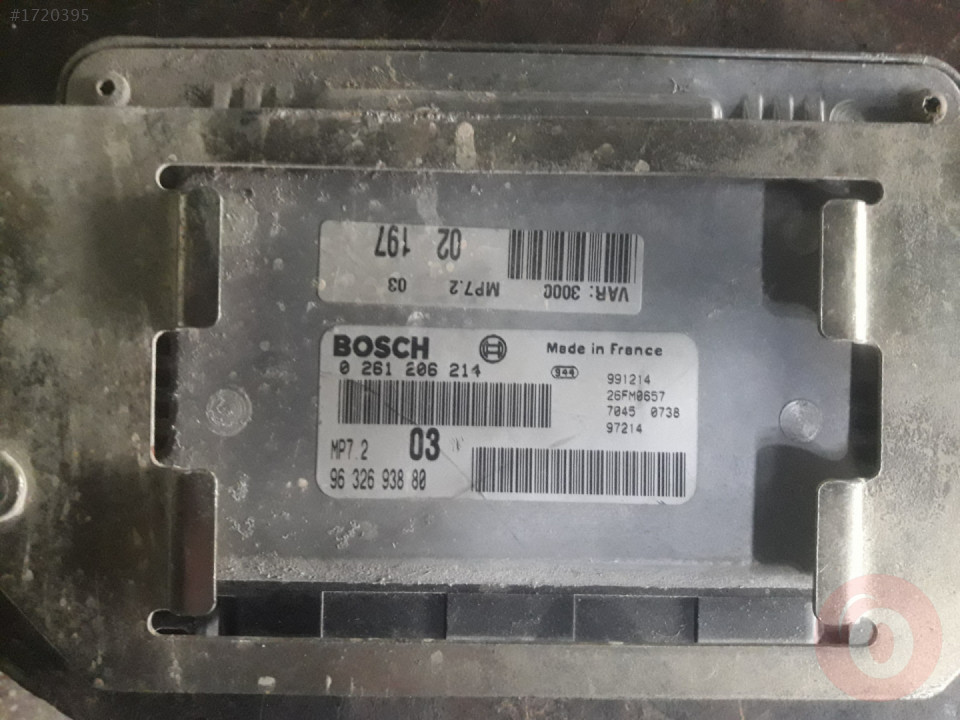 #1720395
02 197
VAR: 300C MP7.2 03
BOSCH
Made in France
0 261 206 214
944
991214
26FM0657
7045 0738
97214
MP7.2 03
96 326 938 80